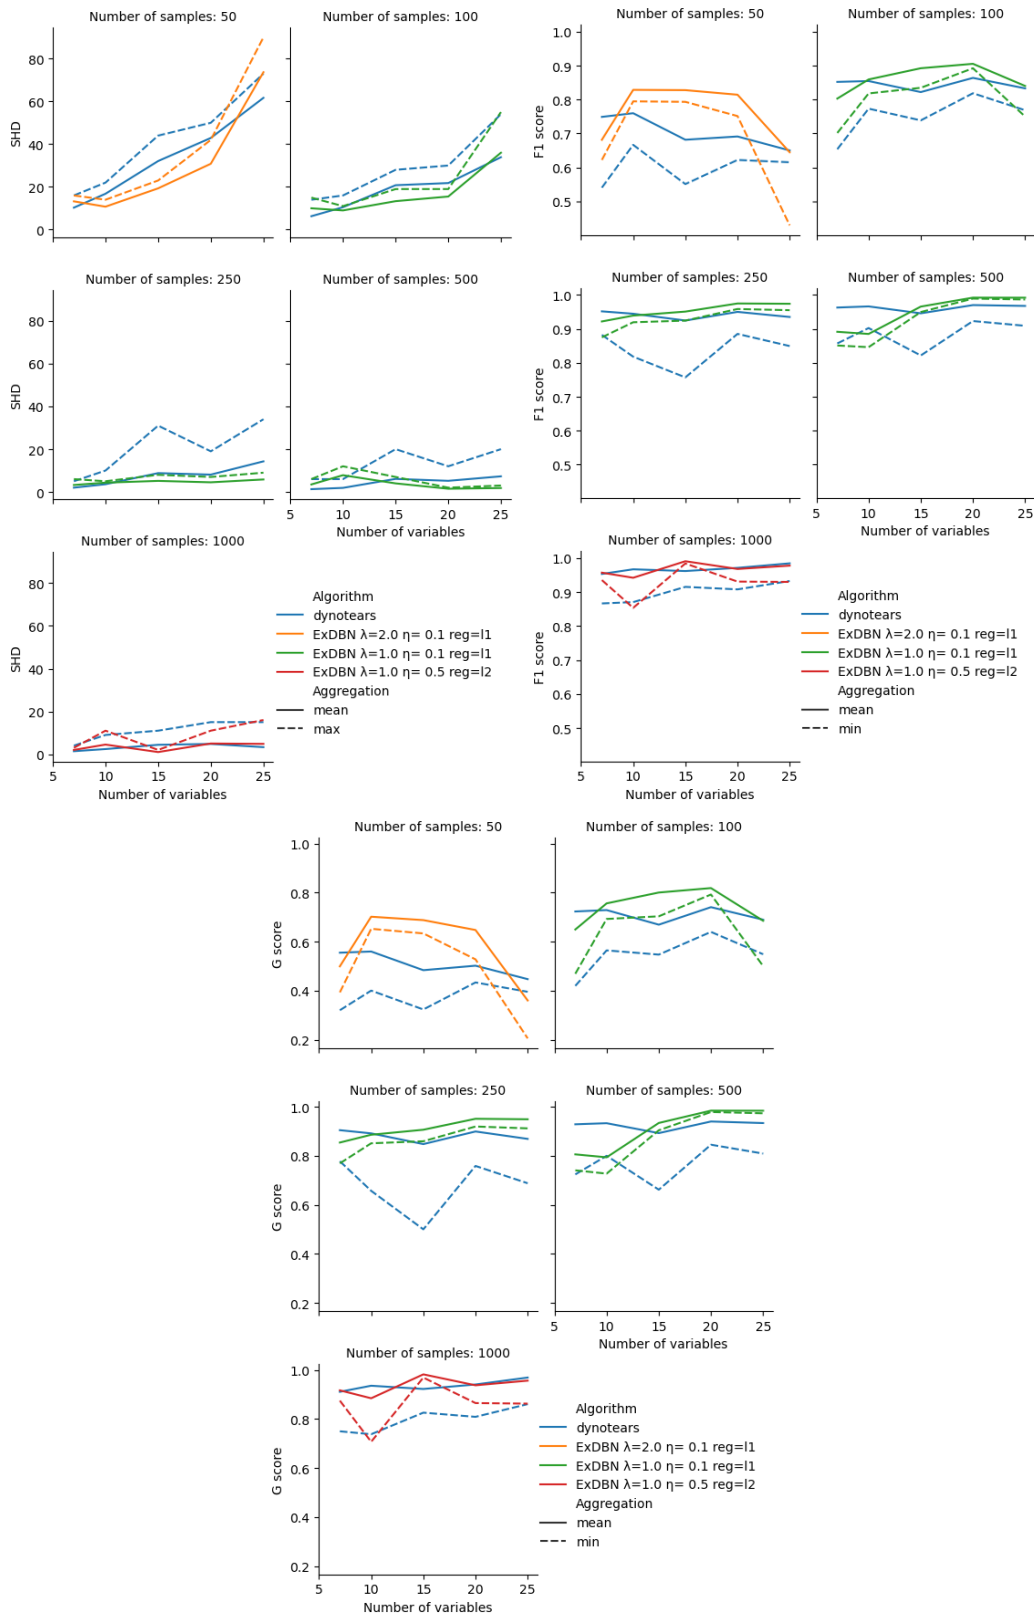 Number of samples: 50
Number of samples: 100
SHD
80
60
40
20
0
Number of samples: 250
Number of samples: 500
SHD
80
60
40
20
0
5
10
15
20
25
Number of variables
Number of samples: 1000
SHD
80
60
40
20
0
5
10
15
20
25
Number of variables
Algorithm
dynotears
ExDBN λ=2.0 η= 0.1 reg=l1
ExDBN λ=1.0 η= 0.1 reg=l1
ExDBN λ=1.0 η= 0.5 reg=l2
Aggregation
mean
max
Number of samples: 50
Number of samples: 100
F1 score
1.0
0.9
0.8
0.7
0.6
0.5
Number of samples: 250
Number of samples: 500
F1 score
1.0
0.9
0.8
0.7
0.6
0.5
5
10
15
20
25
Number of variables
Number of samples: 1000
F1 score
1.0
0.9
0.8
0.7
0.6
0.5
5
10
15
20
25
Number of variables
Algorithm
dynotears
ExDBN λ=2.0 η= 0.1 reg=l1
ExDBN λ=1.0 η= 0.1 reg=l1
ExDBN λ=1.0 η= 0.5 reg=l2
Aggregation
mean
min
Number of samples: 50
Number of samples: 100
G score
1.0
0.8
0.6
0.4
0.2
Number of samples: 250
Number of samples: 500
G score
1.0
0.8
0.6
0.4
0.2
5
10
15
20
25
Number of variables
Number of samples: 1000
G score
1.0
0.8
0.6
0.4
0.2
5
10
15
20
25
Number of variables
Algorithm
dynotears
ExDBN λ=2.0 η= 0.1 reg=l1
ExDBN λ=1.0 η= 0.1 reg=l1
ExDBN λ=1.0 η= 0.5 reg=l2
Aggregation
mean
min